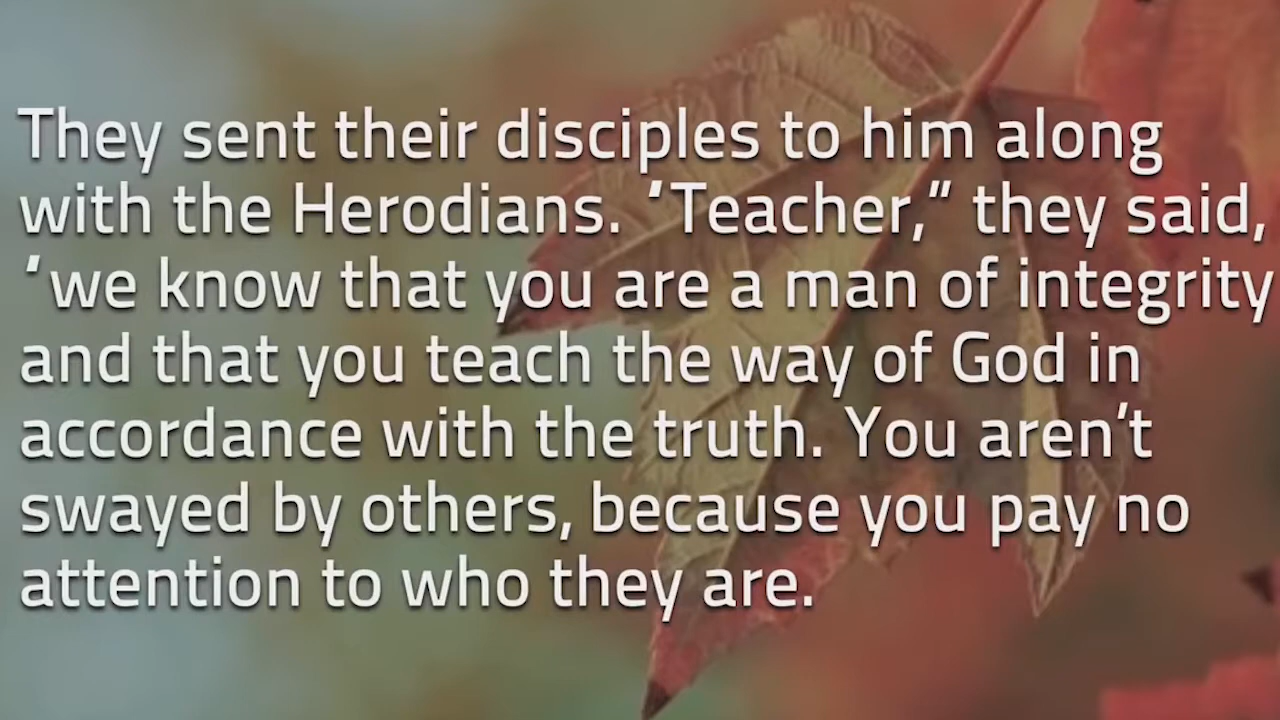 They sent their disciples to him along
with the Herodians. ‘Teacher,” they said,
‘we know that you are a man of integrity
and that you teach the way of God in
accordance with the truth. You aren’t
swayed by others, because you pay no
attention to who they are.